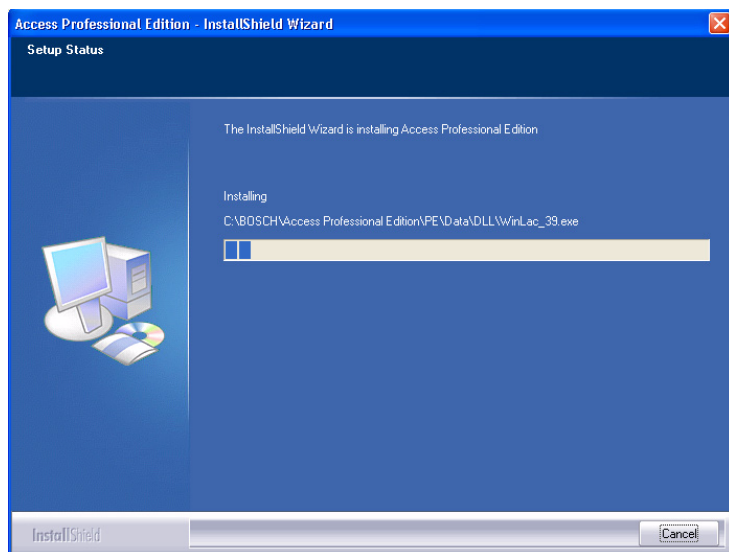 Access Professional Edition - InstallShield Wizard
Setup Status
The InstallShield Wizard is installing Access Professional Edition
Installing
C:\BOSCH\Access Professional Edition\PE\Data\DLL\WinLac_39.exe
InstallShield
Cancel